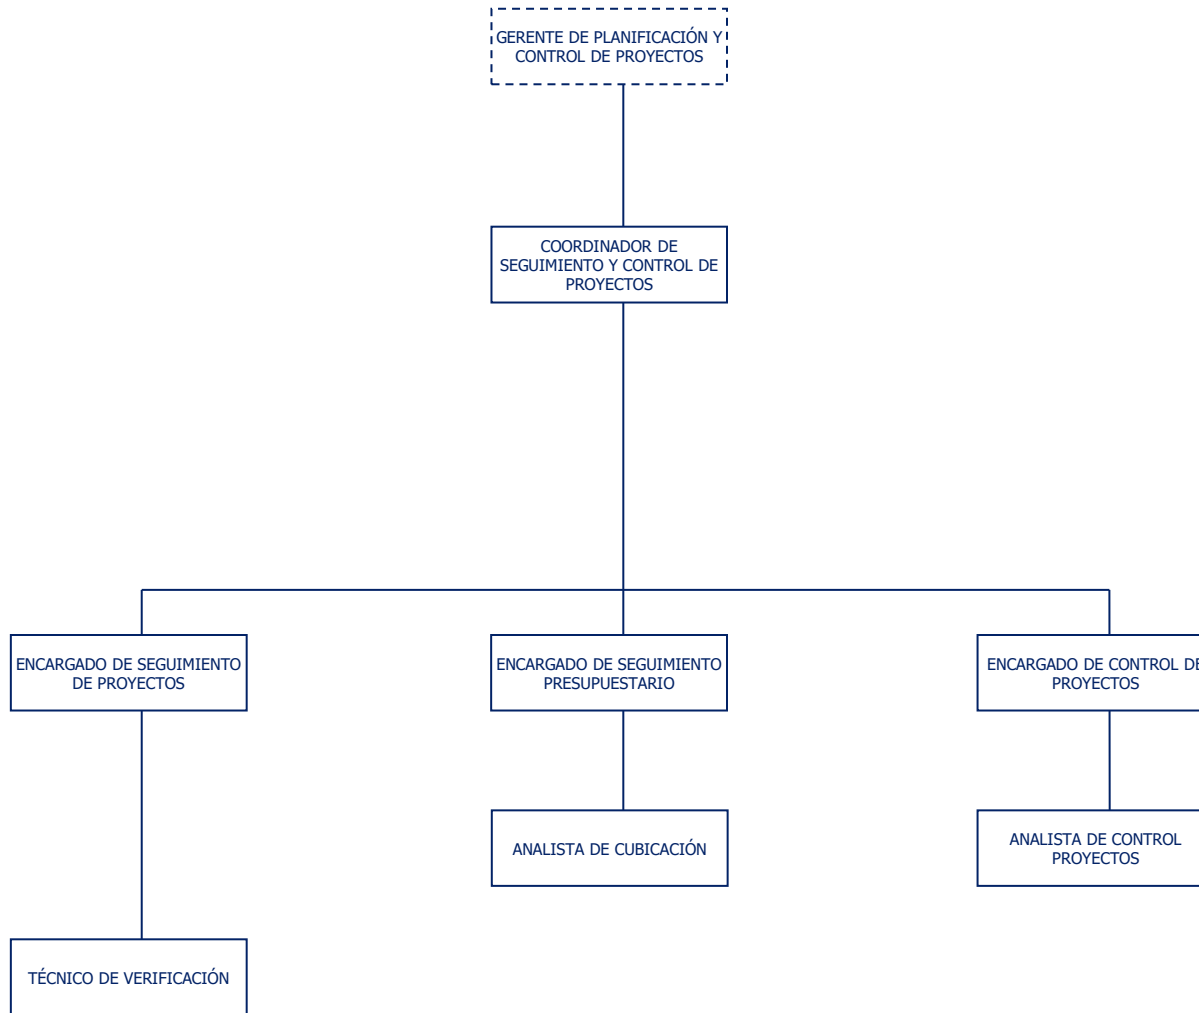 GERENTE DE PLANIFICACIÓN Y
CONTROL DE PROYECTOS
COORDINADOR DE
SEGUIMIENTO Y CONTROL DE
PROYECTOS
ENCARGADO DE SEGUIMIENTO
DE PROYECTOS
ENCARGADO DE SEGUIMIENTO
PRESUPUESTARIO
ENCARGADO DE CONTROL DE
PROYECTOS
ANALISTA DE CUBICACIÓN
ANALISTA DE CONTROL
PROYECTOS
TÉCNICO DE VERIFICACIÓN